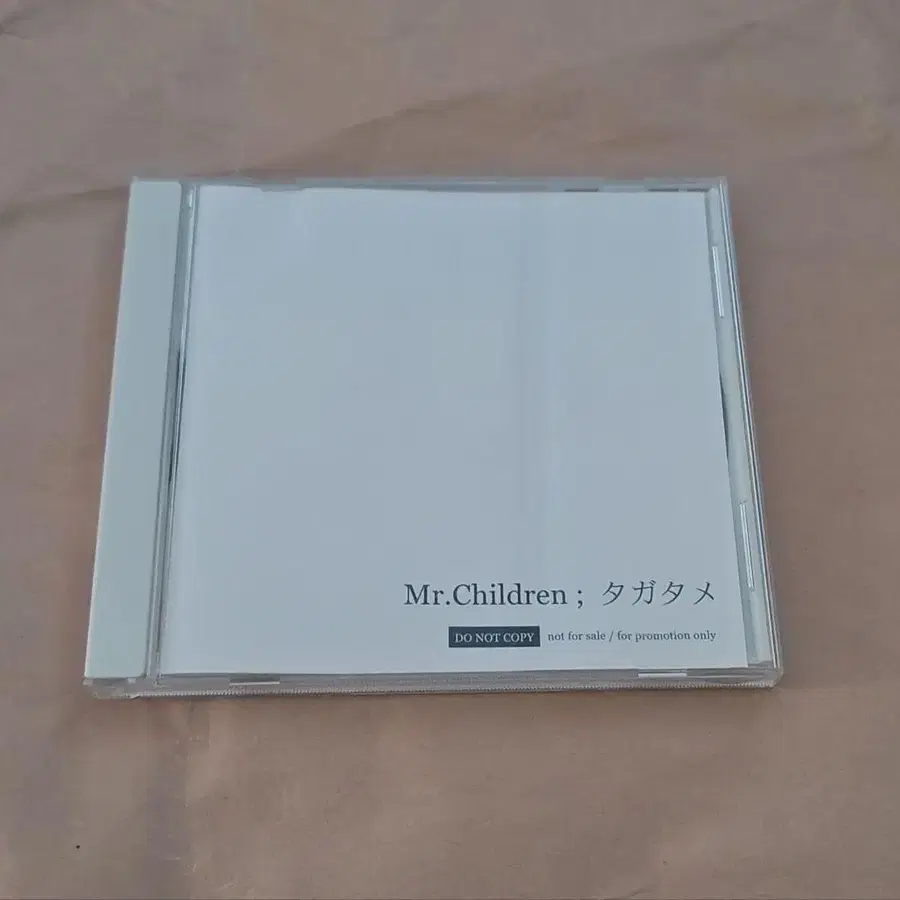 Mr.Children ; タガタメ
DO NOT COPY not for sale / for promotion only